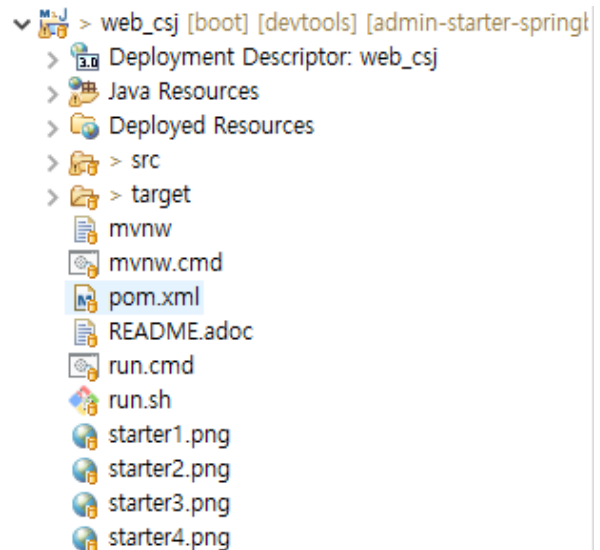 > web_csj [boot] [devtools] [admin-starter-spring
> Deployment Descriptor: web_csj
> Java Resources
> Deployed Resources
> > src
> > target
mvnw
mvnw.cmd
pom.xml
README.adoc
run.cmd
run.sh
starter1.png
starter2.png
starter3.png
starter4.png